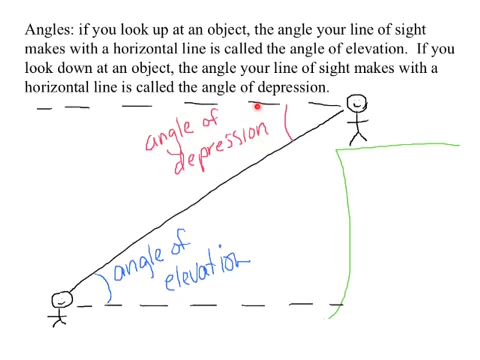 Angles: if you look up at an object, the angle your line of sight
makes with a horizontal line is called the angle of elevation.  If you
look down at an object, the angle your line of sight makes with a
horizontal line is called the angle of depression.
angle of
depression
angle of
elevation